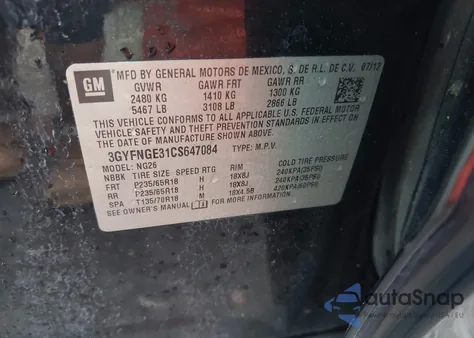 GM
MFD BY GENERAL MOTORS DE MEXICO, S. DE R.L. DE C.V. 07/12
GVWR GAWR FRT GAWR RR
2480 KG 1410 KG 1300 KG
5467 LB 3108 LB 2866 LB
THIS VEHICLE CONFORMS TO ALL APPLICABLE U.S. FEDERAL MOTOR
VEHICLE SAFETY AND THEFT PREVENTION STANDARDS IN EFFECT ON
THE DATE OF MANUFACTURE SHOWN ABOVE.
3GYFNGE31CS647084 TYPE: M.P.V.
MODEL: NG26
NBBK TIRE SIZE SPEED RTG RIM COLD TIRE PRESSURE
FRT P235/65R18 H 18X8J 240KPA(35PSI)
RR P235/65R18 H 18X8J 240KPA(35PSI)
SPA T135/70R18 M 18X4.5B 420KPA(60PSI)
SEE OWNER'S MANUAL FOR MORE INFORMATION.
autoSnap